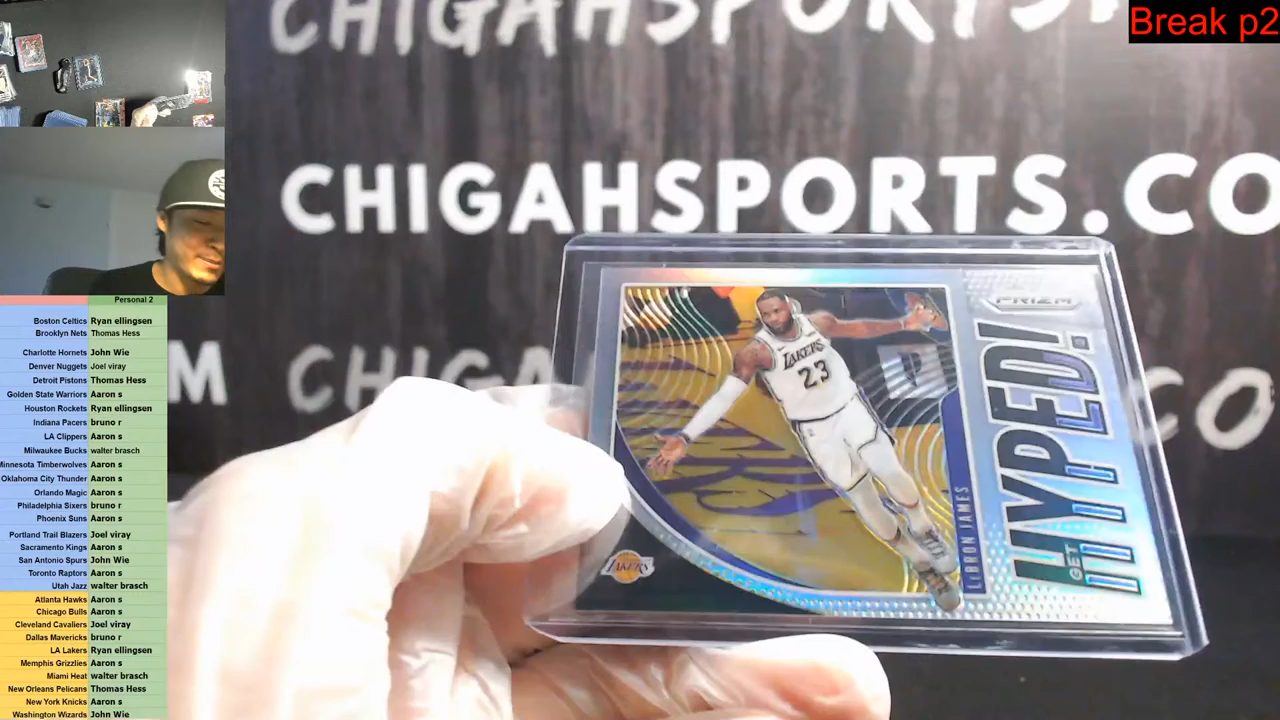 Break p2
CHIGAHSPORTS
CHIGAHSPORTS.CO
M CHIGA
CO
PRIZM
GET HYPED!
LEBRON JAMES
LAKERS
23
LAKERS
Personal 2
Boston Celtics Ryan ellingsen
Brooklyn Nets Thomas Hess
Charlotte Hornets John Wie
Denver Nuggets Joel viray
Detroit Pistons Thomas Hess
Golden State Warriors Aaron s
Houston Rockets Ryan ellingsen
Indiana Pacers bruno r
LA Clippers Aaron s
Milwaukee Bucks walter brasch
Minnesota Timberwolves Aaron s
Oklahoma City Thunder Aaron s
Orlando Magic Aaron s
Philadelphia Sixers bruno r
Phoenix Suns Aaron s
Portland Trail Blazers Joel viray
Sacramento Kings Aaron s
San Antonio Spurs John Wie
Toronto Raptors Aaron s
Utah Jazz walter brasch
Atlanta Hawks Aaron s
Chicago Bulls Aaron s
Cleveland Cavaliers Joel viray
Dallas Mavericks bruno r
LA Lakers Ryan ellingsen
Memphis Grizzlies Aaron s
Miami Heat walter brasch
New Orleans Pelicans Thomas Hess
New York Knicks Aaron s
Washington Wizards John Wie